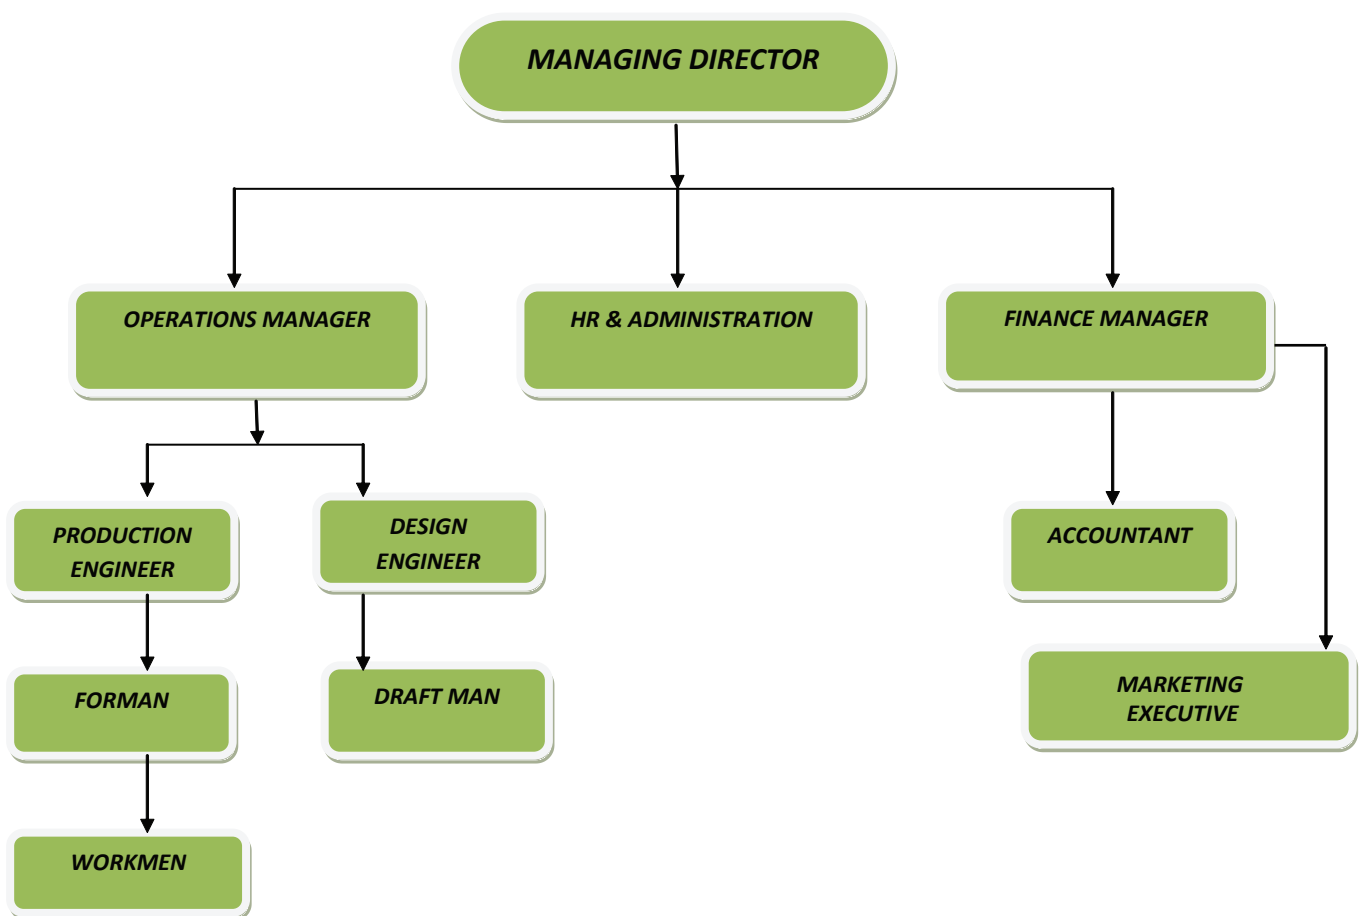 MANAGING DIRECTOR
OPERATIONS MANAGER
HR & ADMINISTRATION
FINANCE MANAGER
PRODUCTION
ENGINEER
DESIGN
ENGINEER
ACCOUNTANT
FORMAN
DRAFT MAN
MARKETING
EXECUTIVE
WORKMEN